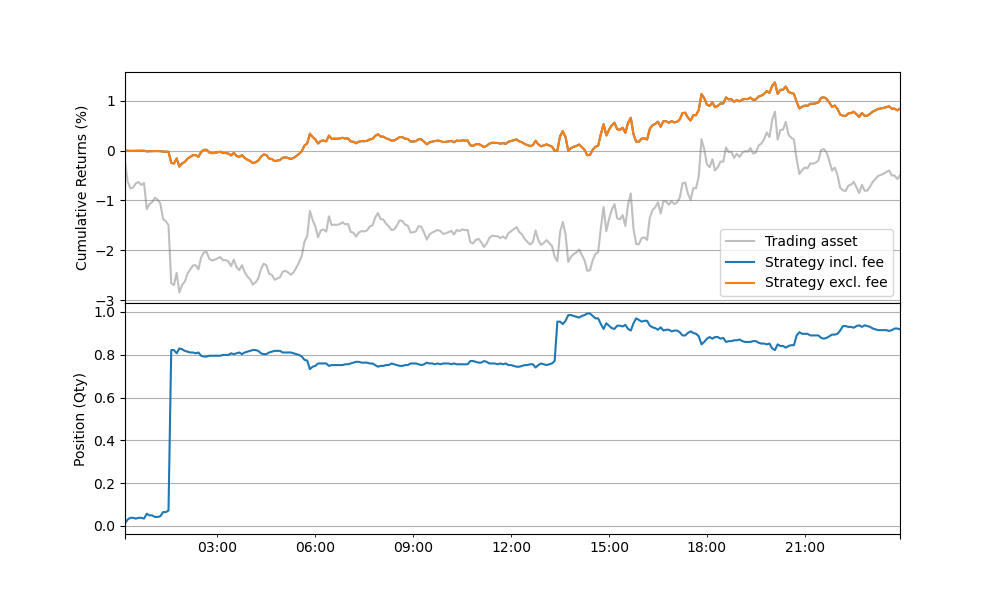 Cumulative Returns (%)
1
0
−1
−2
−3
Trading asset
Strategy incl. fee
Strategy excl. fee
Position (Qty)
1.0
0.8
0.6
0.4
0.2
0.0
03:00 06:00 09:00 12:00 15:00 18:00 21:00